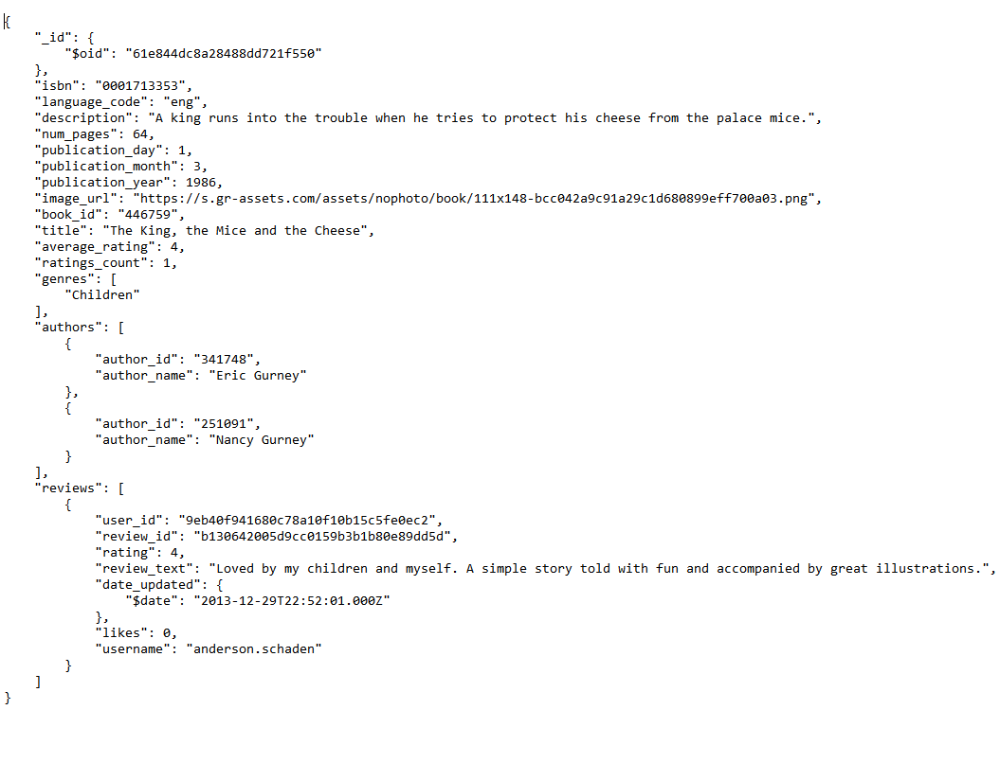 {
    "_id": {
        "$oid": "61e844dc8a28488dd721f550"
    },
    "isbn": "0001713353",
    "language_code": "eng",
    "description": "A king runs into the trouble when he tries to protect his cheese from the palace mice.",
    "num_pages": 64,
    "publication_day": 1,
    "publication_month": 3,
    "publication_year": 1986,
    "image_url": "https://s.gr-assets.com/assets/nophoto/book/111x148-bcc042a9c91a29c1d680899eff700a03.png",
    "book_id": "446759",
    "title": "The King, the Mice and the Cheese",
    "average_rating": 4,
    "ratings_count": 1,
    "genres": [
        "Children"
    ],
    "authors": [
        {
            "author_id": "341748",
            "author_name": "Eric Gurney"
        },
        {
            "author_id": "251091",
            "author_name": "Nancy Gurney"
        }
    ],
    "reviews": [
        {
            "user_id": "9eb40f941680c78a10f10b15c5fe0ec2",
            "review_id": "b130642005d9cc0159b3b1b80e89dd5d",
            "rating": 4,
            "review_text": "Loved by my children and myself. A simple story told with fun and accompanied by great illustrations.",
            "date_updated": {
                "$date": "2013-12-29T22:52:01.000Z"
            },
            "likes": 0,
            "username": "anderson.schaden"
        }
    ]
}